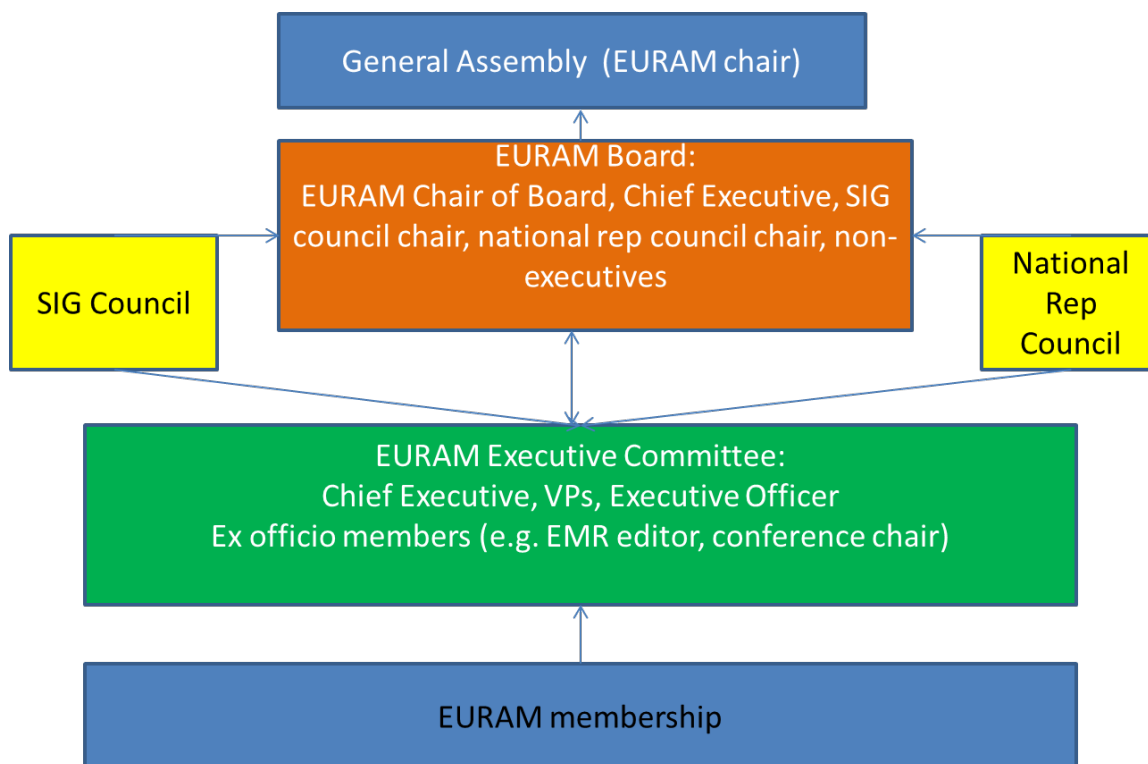 General Assembly  (EURAM chair)
EURAM Board:
EURAM Chair of Board, Chief Executive, SIG
council chair, national rep council chair, non-
executives
SIG Council
National
Rep
Council
EURAM Executive Committee:
Chief Executive, VPs, Executive Officer
Ex officio members (e.g. EMR editor, conference chair)
EURAM membership